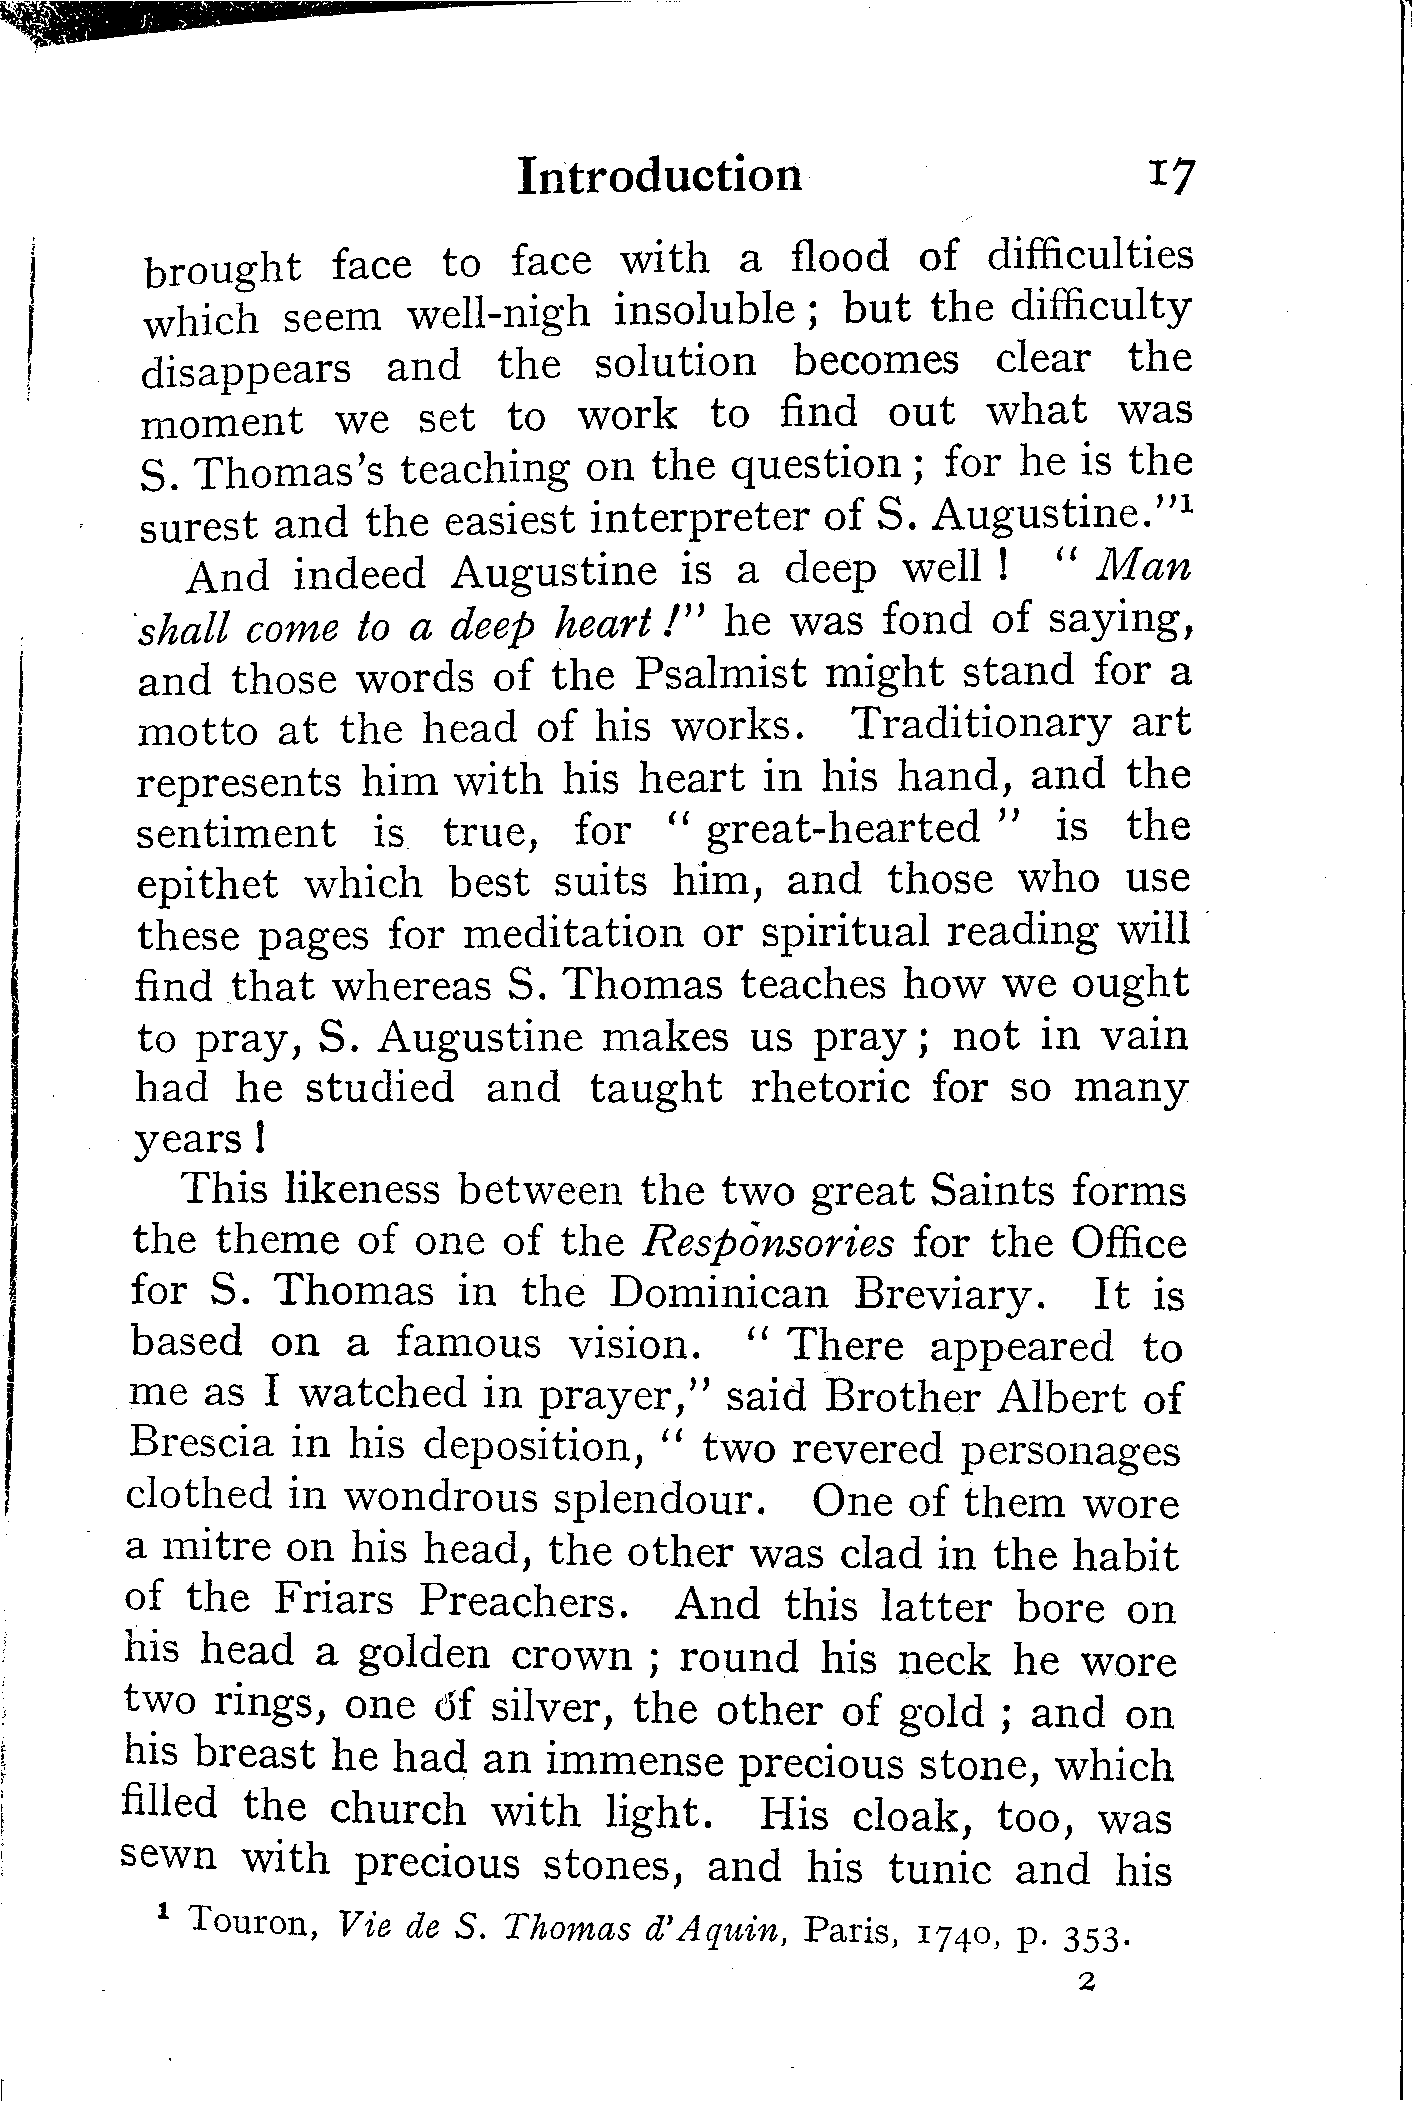 Introduction 17
brought face to face with a flood of difficulties
which seem well-nigh insoluble ; but the difficulty
disappears and the solution becomes clear the
moment we set to work to find out what was
S. Thomas's teaching on the question ; for he is the
surest and the easiest interpreter of S. Augustine."¹
And indeed Augustine is a deep well ! " Man
shall come to a deep heart !" he was fond of saying,
and those words of the Psalmist might stand for a
motto at the head of his works. Traditionary art
represents him with his heart in his hand, and the
sentiment is true, for " great-hearted " is the
epithet which best suits him, and those who use
these pages for meditation or spiritual reading will
find that whereas S. Thomas teaches how we ought
to pray, S. Augustine makes us pray ; not in vain
had he studied and taught rhetoric for so many
years !
This likeness between the two great Saints forms
the theme of one of the Responsories for the Office
for S. Thomas in the Dominican Breviary. It is
based on a famous vision. " There appeared to
me as I watched in prayer," said Brother Albert of
Brescia in his deposition, " two revered personages
clothed in wondrous splendour. One of them wore
a mitre on his head, the other was clad in the habit
of the Friars Preachers. And this latter bore on
his head a golden crown ; round his neck he wore
two rings, one of silver, the other of gold ; and on
his breast he had an immense precious stone, which
filled the church with light. His cloak, too, was
sewn with precious stones, and his tunic and his
¹ Touron, Vie de S. Thomas d'Aquin, Paris, 1740, p. 353.
2